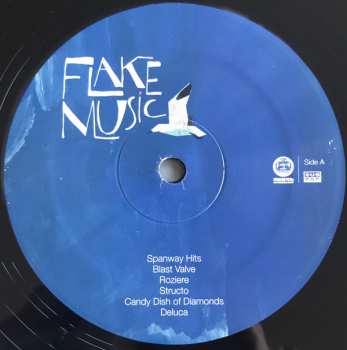 FLAKE
MUSIC
Side A
Spanway Hits
Blast Valve
Roziere
Structo
Candy Dish of Diamonds
Deluca